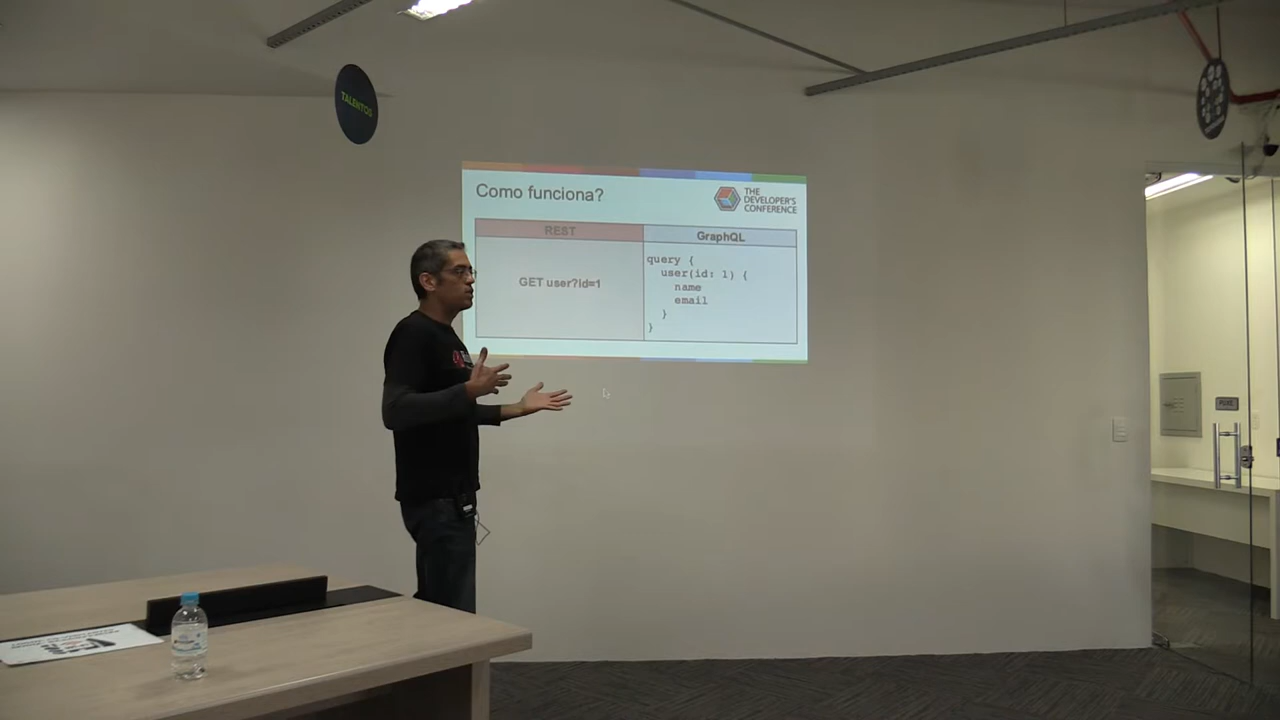 TALENTOS
Como funciona?
THE
DEVELOPER'S
CONFERENCE
REST
GraphQL
GET user?id=1
query {
user(id: 1) {
name
email
}
}